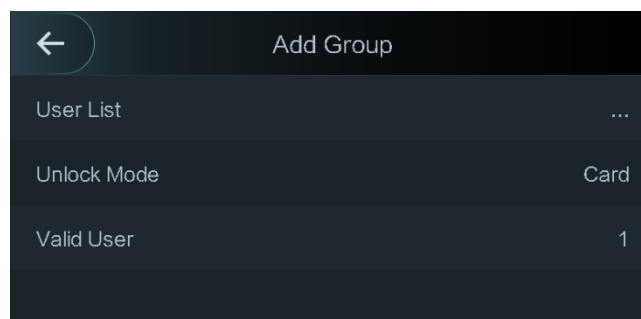 Add Group
User List ...
Unlock Mode Card
Valid User 1